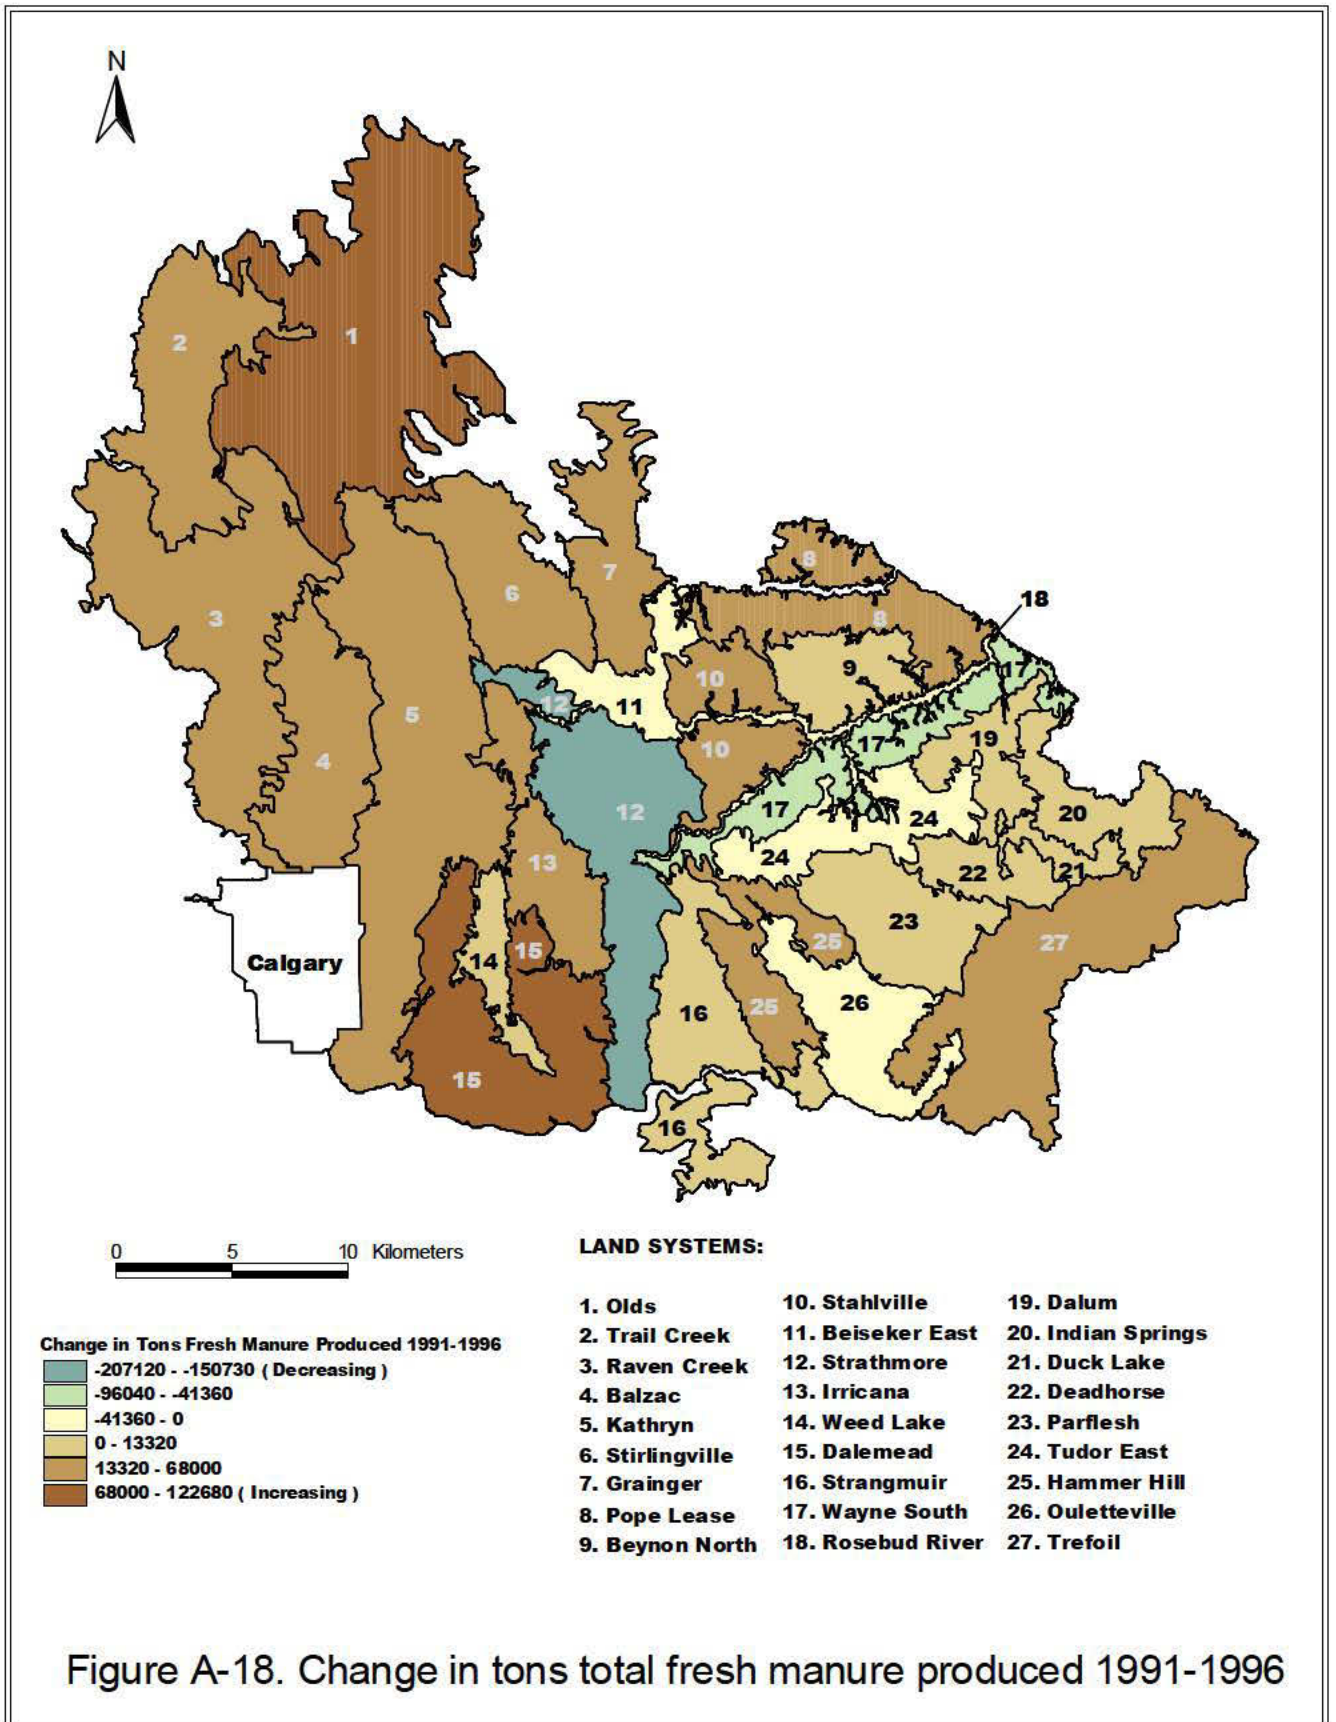 N
1
2
7
8
6
18
3
8
9
17
10
12
11
5
19
17
10
4
12
17
20
24
13
24
22
21
23
25
27
15
14
Calgary
26
25
16
15
16
0 5 10 Kilometers
LAND SYSTEMS:
1. Olds
2. Trail Creek
3. Raven Creek
4. Balzac
5. Kathryn
6. Stirlingville
7. Grainger
8. Pope Lease
9. Beynon North
10. Stahlville
11. Beiseker East
12. Strathmore
13. Irricana
14. Weed Lake
15. Dalemead
16. Strangmuir
17. Wayne South
18. Rosebud River
19. Dalum
20. Indian Springs
21. Duck Lake
22. Deadhorse
23. Parflesh
24. Tudor East
25. Hammer Hill
26. Ouletteville
27. Trefoil
Change in Tons Fresh Manure Produced 1991-1996
-207120 - -150730 ( Decreasing )
-96040 - -41360
-41360 - 0
0 - 13320
13320 - 68000
68000 - 122680 ( Increasing )
Figure A-18. Change in tons total fresh manure produced 1991-1996